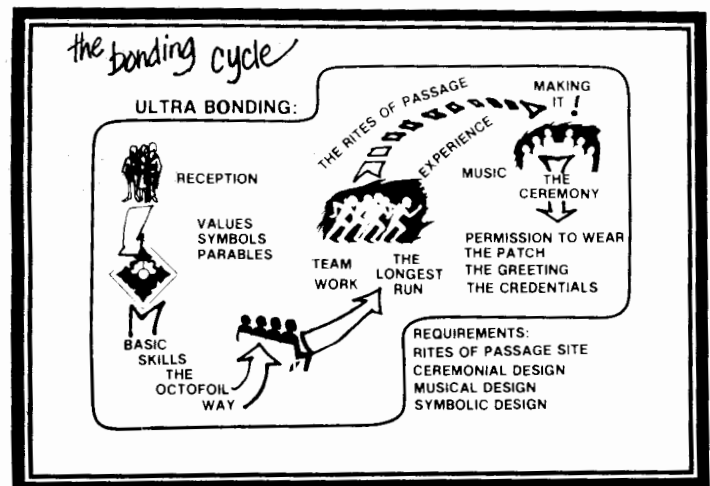 the bonding cycle
ULTRA BONDING:
RECEPTION
VALUES
SYMBOLS
PARABLES
BASIC
SKILLS
THE
OCTOFOIL
WAY
TEAM
WORK
THE
LONGEST
RUN
THE RITES OF PASSAGE
EXPERIENCE
MAKING
IT !
MUSIC
THE
CEREMONY
PERMISSION TO WEAR
THE PATCH
THE GREETING
THE CREDENTIALS
REQUIREMENTS:
RITES OF PASSAGE SITE
CEREMONIAL DESIGN
MUSICAL DESIGN
SYMBOLIC DESIGN